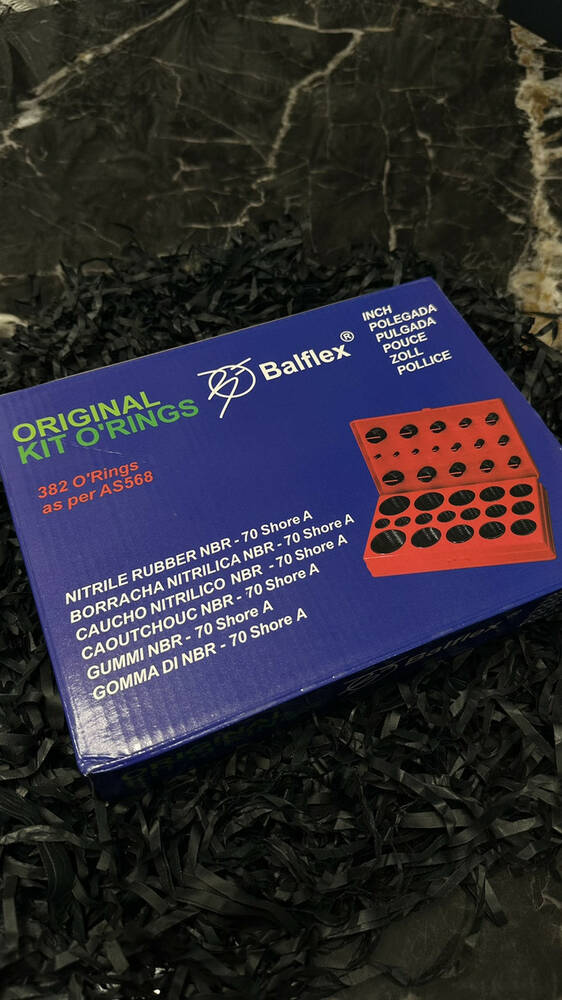 ORIGINAL
KIT O'RINGS
Balflex®
INCH
POLEGADA
PULGADA
POUCE
ZOLL
POLLICE
382 O'Rings
as per AS568
NITRILE RUBBER NBR - 70 Shore A
BORRACHA NITRILICA NBR - 70 Shore A
CAUCHO NITRILICO NBR - 70 Shore A
CAOUTCHOUC NBR - 70 Shore A
GUMMI NBR - 70 Shore A
GOMMA DI NBR - 70 Shore A
Balflex
ORIGINAL